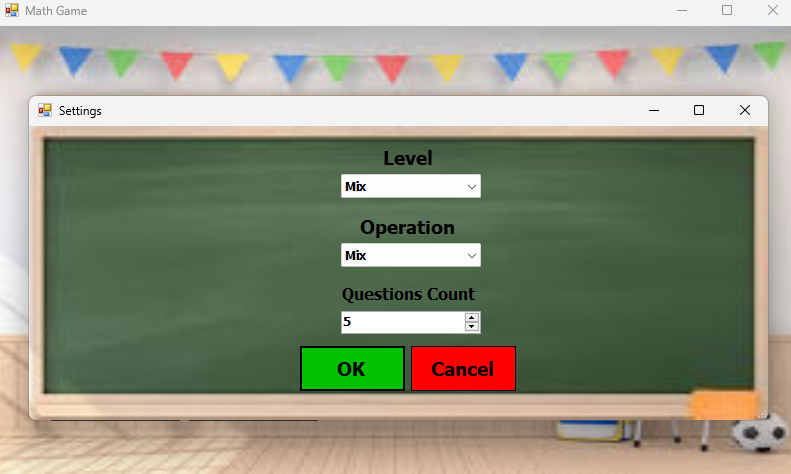 Math Game
Settings
Level
Mix
Operation
Mix
Questions Count
5
OK Cancel